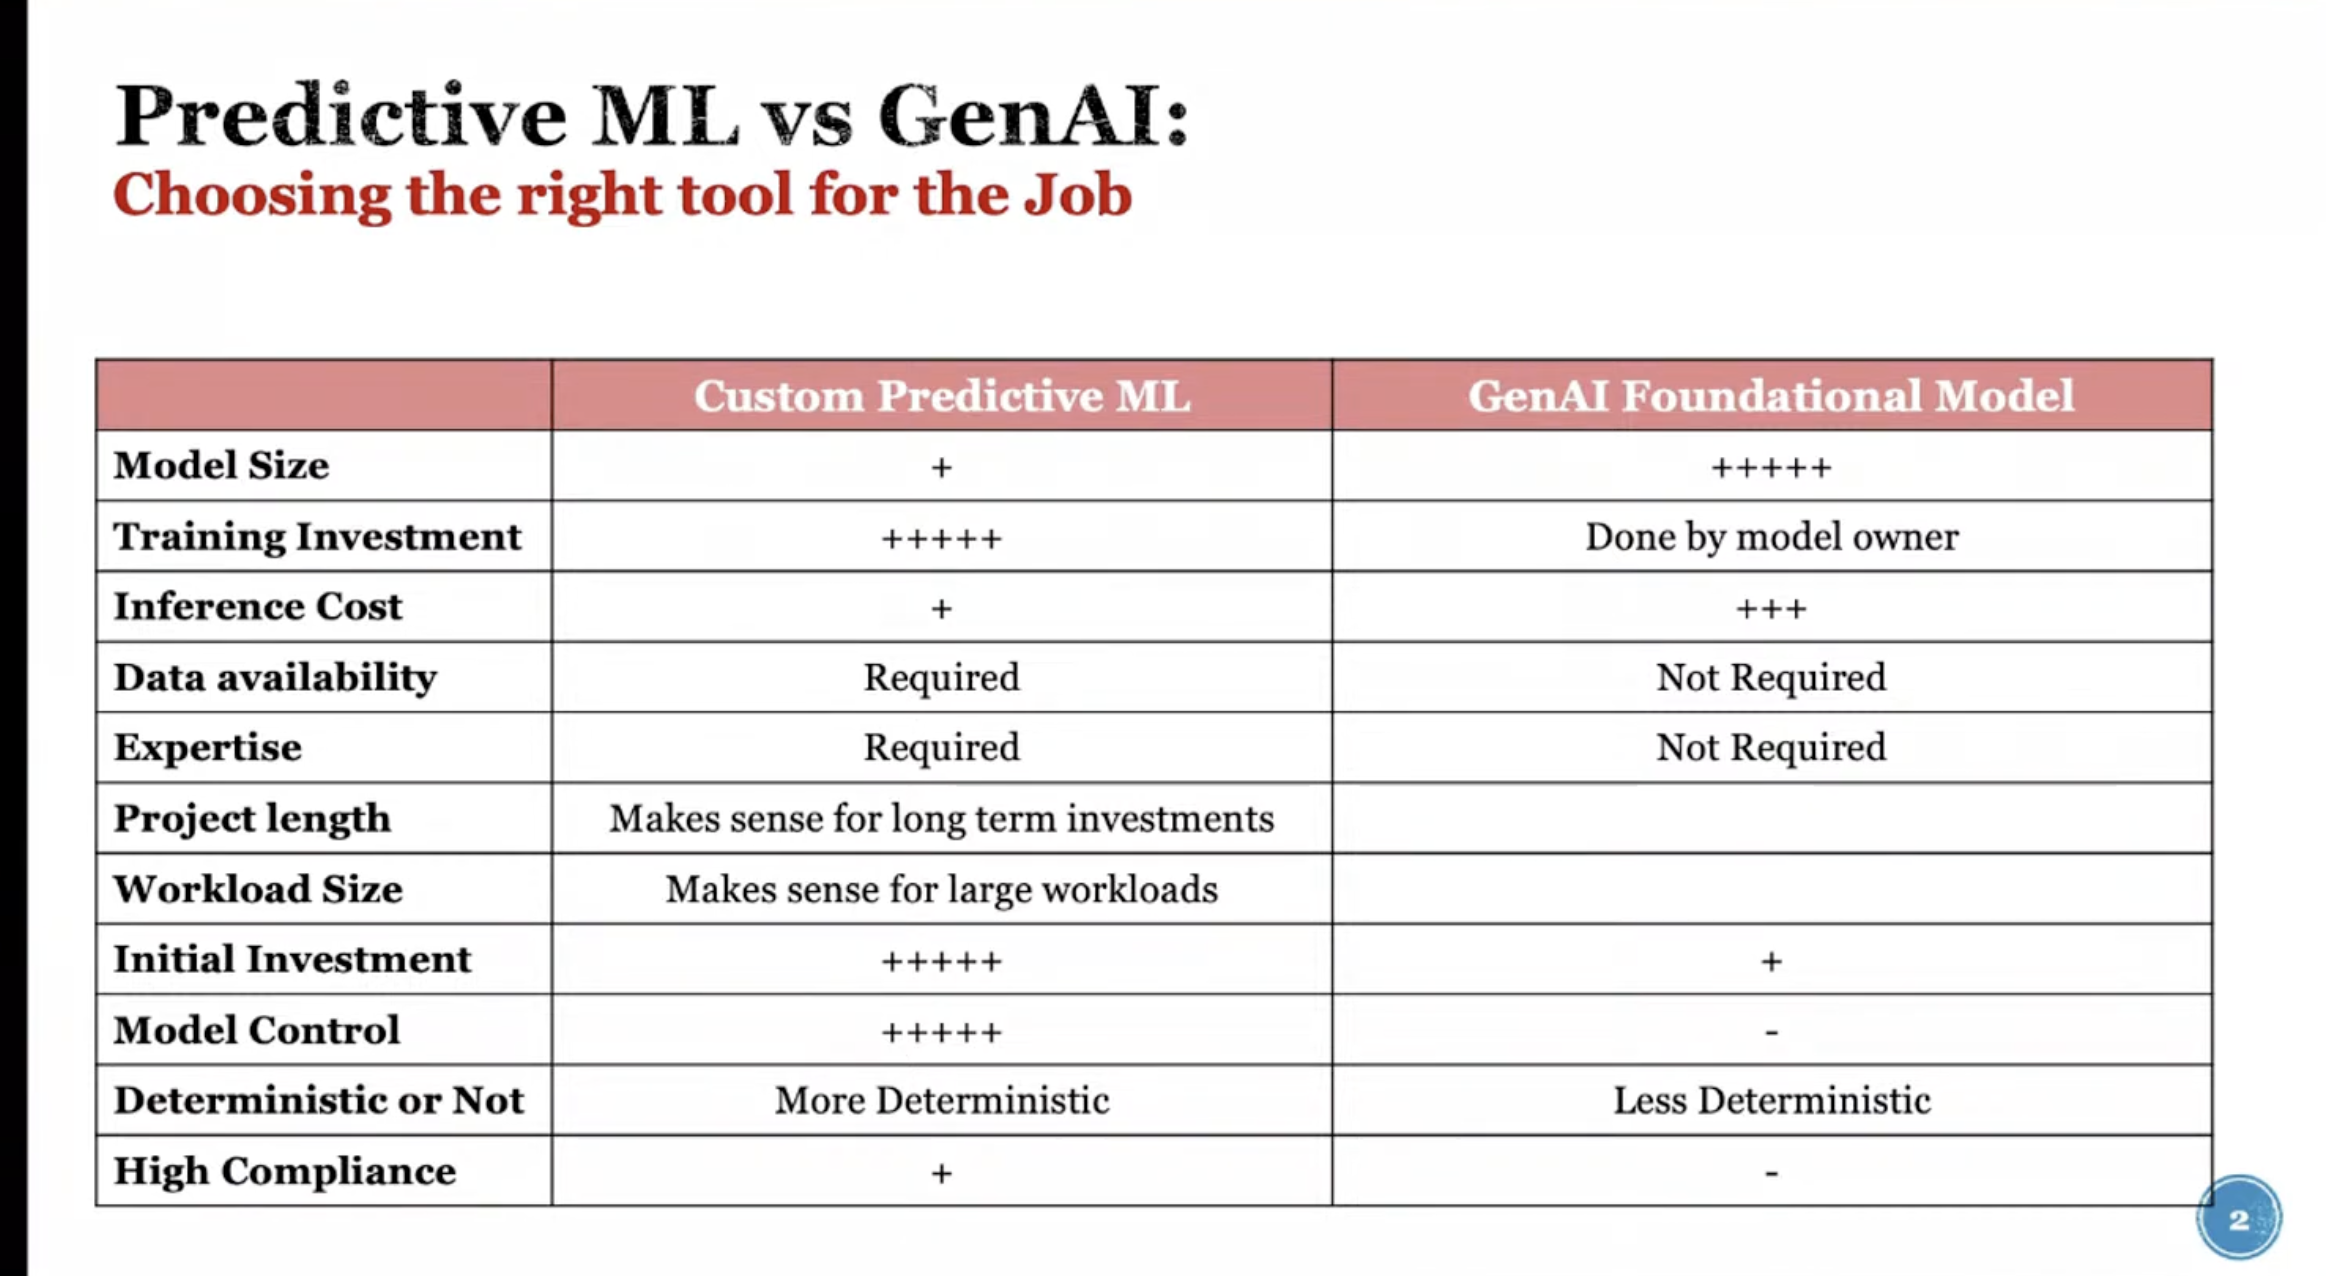 Predictive ML vs GenAI:
Choosing the right tool for the Job
Custom Predictive ML GenAI Foundational Model
Model Size + +++++
Training Investment +++++ Done by model owner
Inference Cost + +++
Data availability Required Not Required
Expertise Required Not Required
Project length Makes sense for long term investments
Workload Size Makes sense for large workloads
Initial Investment +++++ +
Model Control +++++ -
Deterministic or Not More Deterministic Less Deterministic
High Compliance + -
2